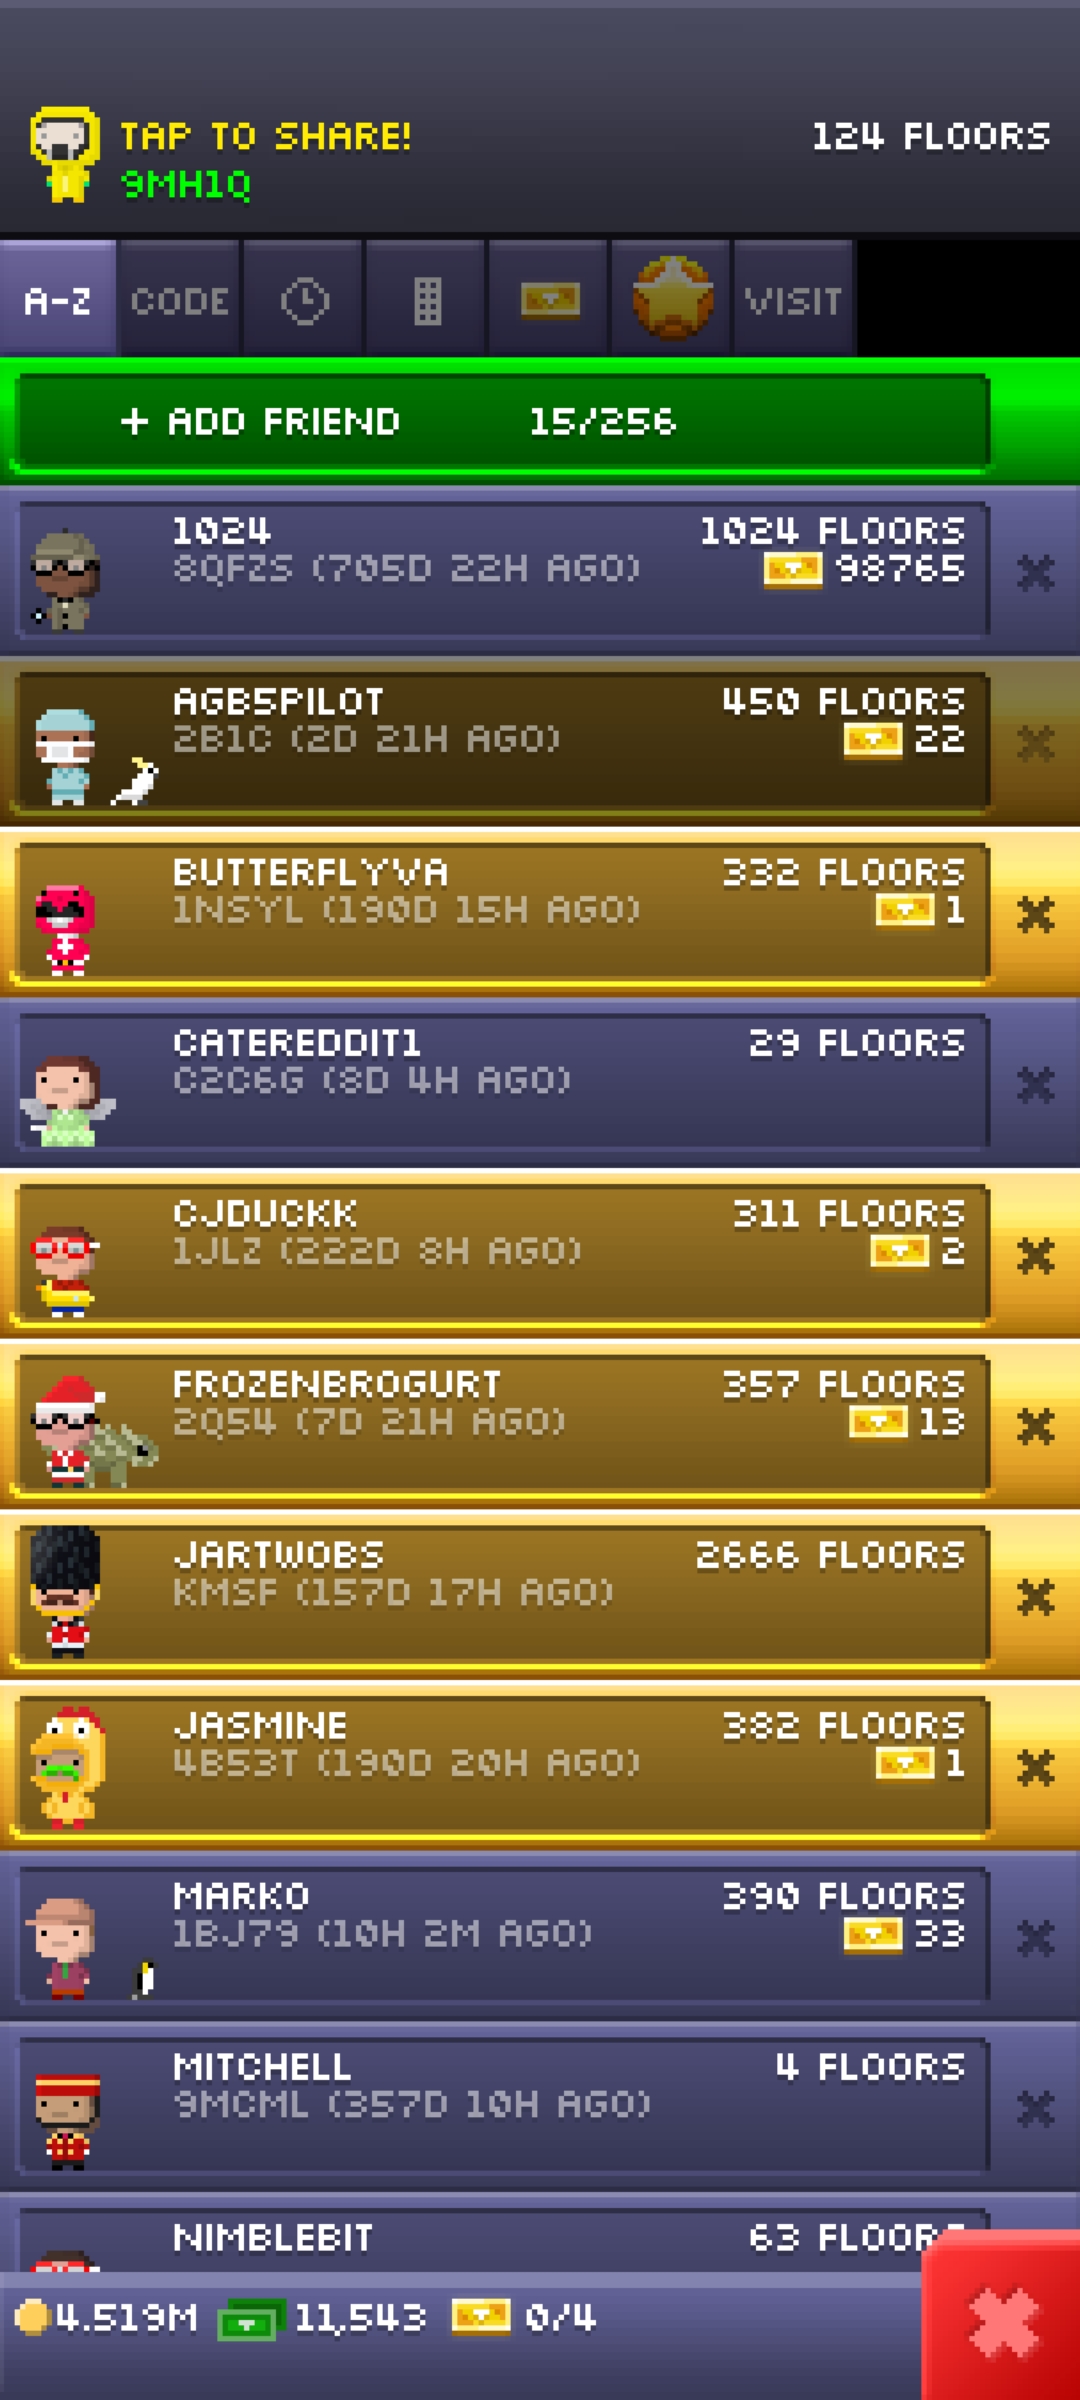 TAP TO SHARE! 124 FLOORS
9MH1Q
A-Z CODE VISIT
+ ADD FRIEND 15/256
1024 1024 FLOORS
8QFZS (705D 22H AGO) 98765
AGB5PILOT 450 FLOORS
2B1C (2D 21H AGO) 22
BUTTERFLYVA 332 FLOORS
1NSYL (190D 15H AGO) 1
CATEREDDIT1 29 FLOORS
C2C6G (8D 4H AGO)
CJDUCKK 311 FLOORS
1JLZ (222D 8H AGO) 2
FROZENBROGURT 357 FLOORS
2Q54 (7D 21H AGO) 13
JARTWOBS 2666 FLOORS
KMSF (157D 17H AGO)
JASMINE 382 FLOORS
4B53T (190D 20H AGO) 1
MARKO 390 FLOORS
1BJ79 (10H 2M AGO) 33
MITCHELL 4 FLOORS
9MCML (357D 10H AGO)
NIMBLEBIT 63 FLOORS
4.519M 11,543 0/4